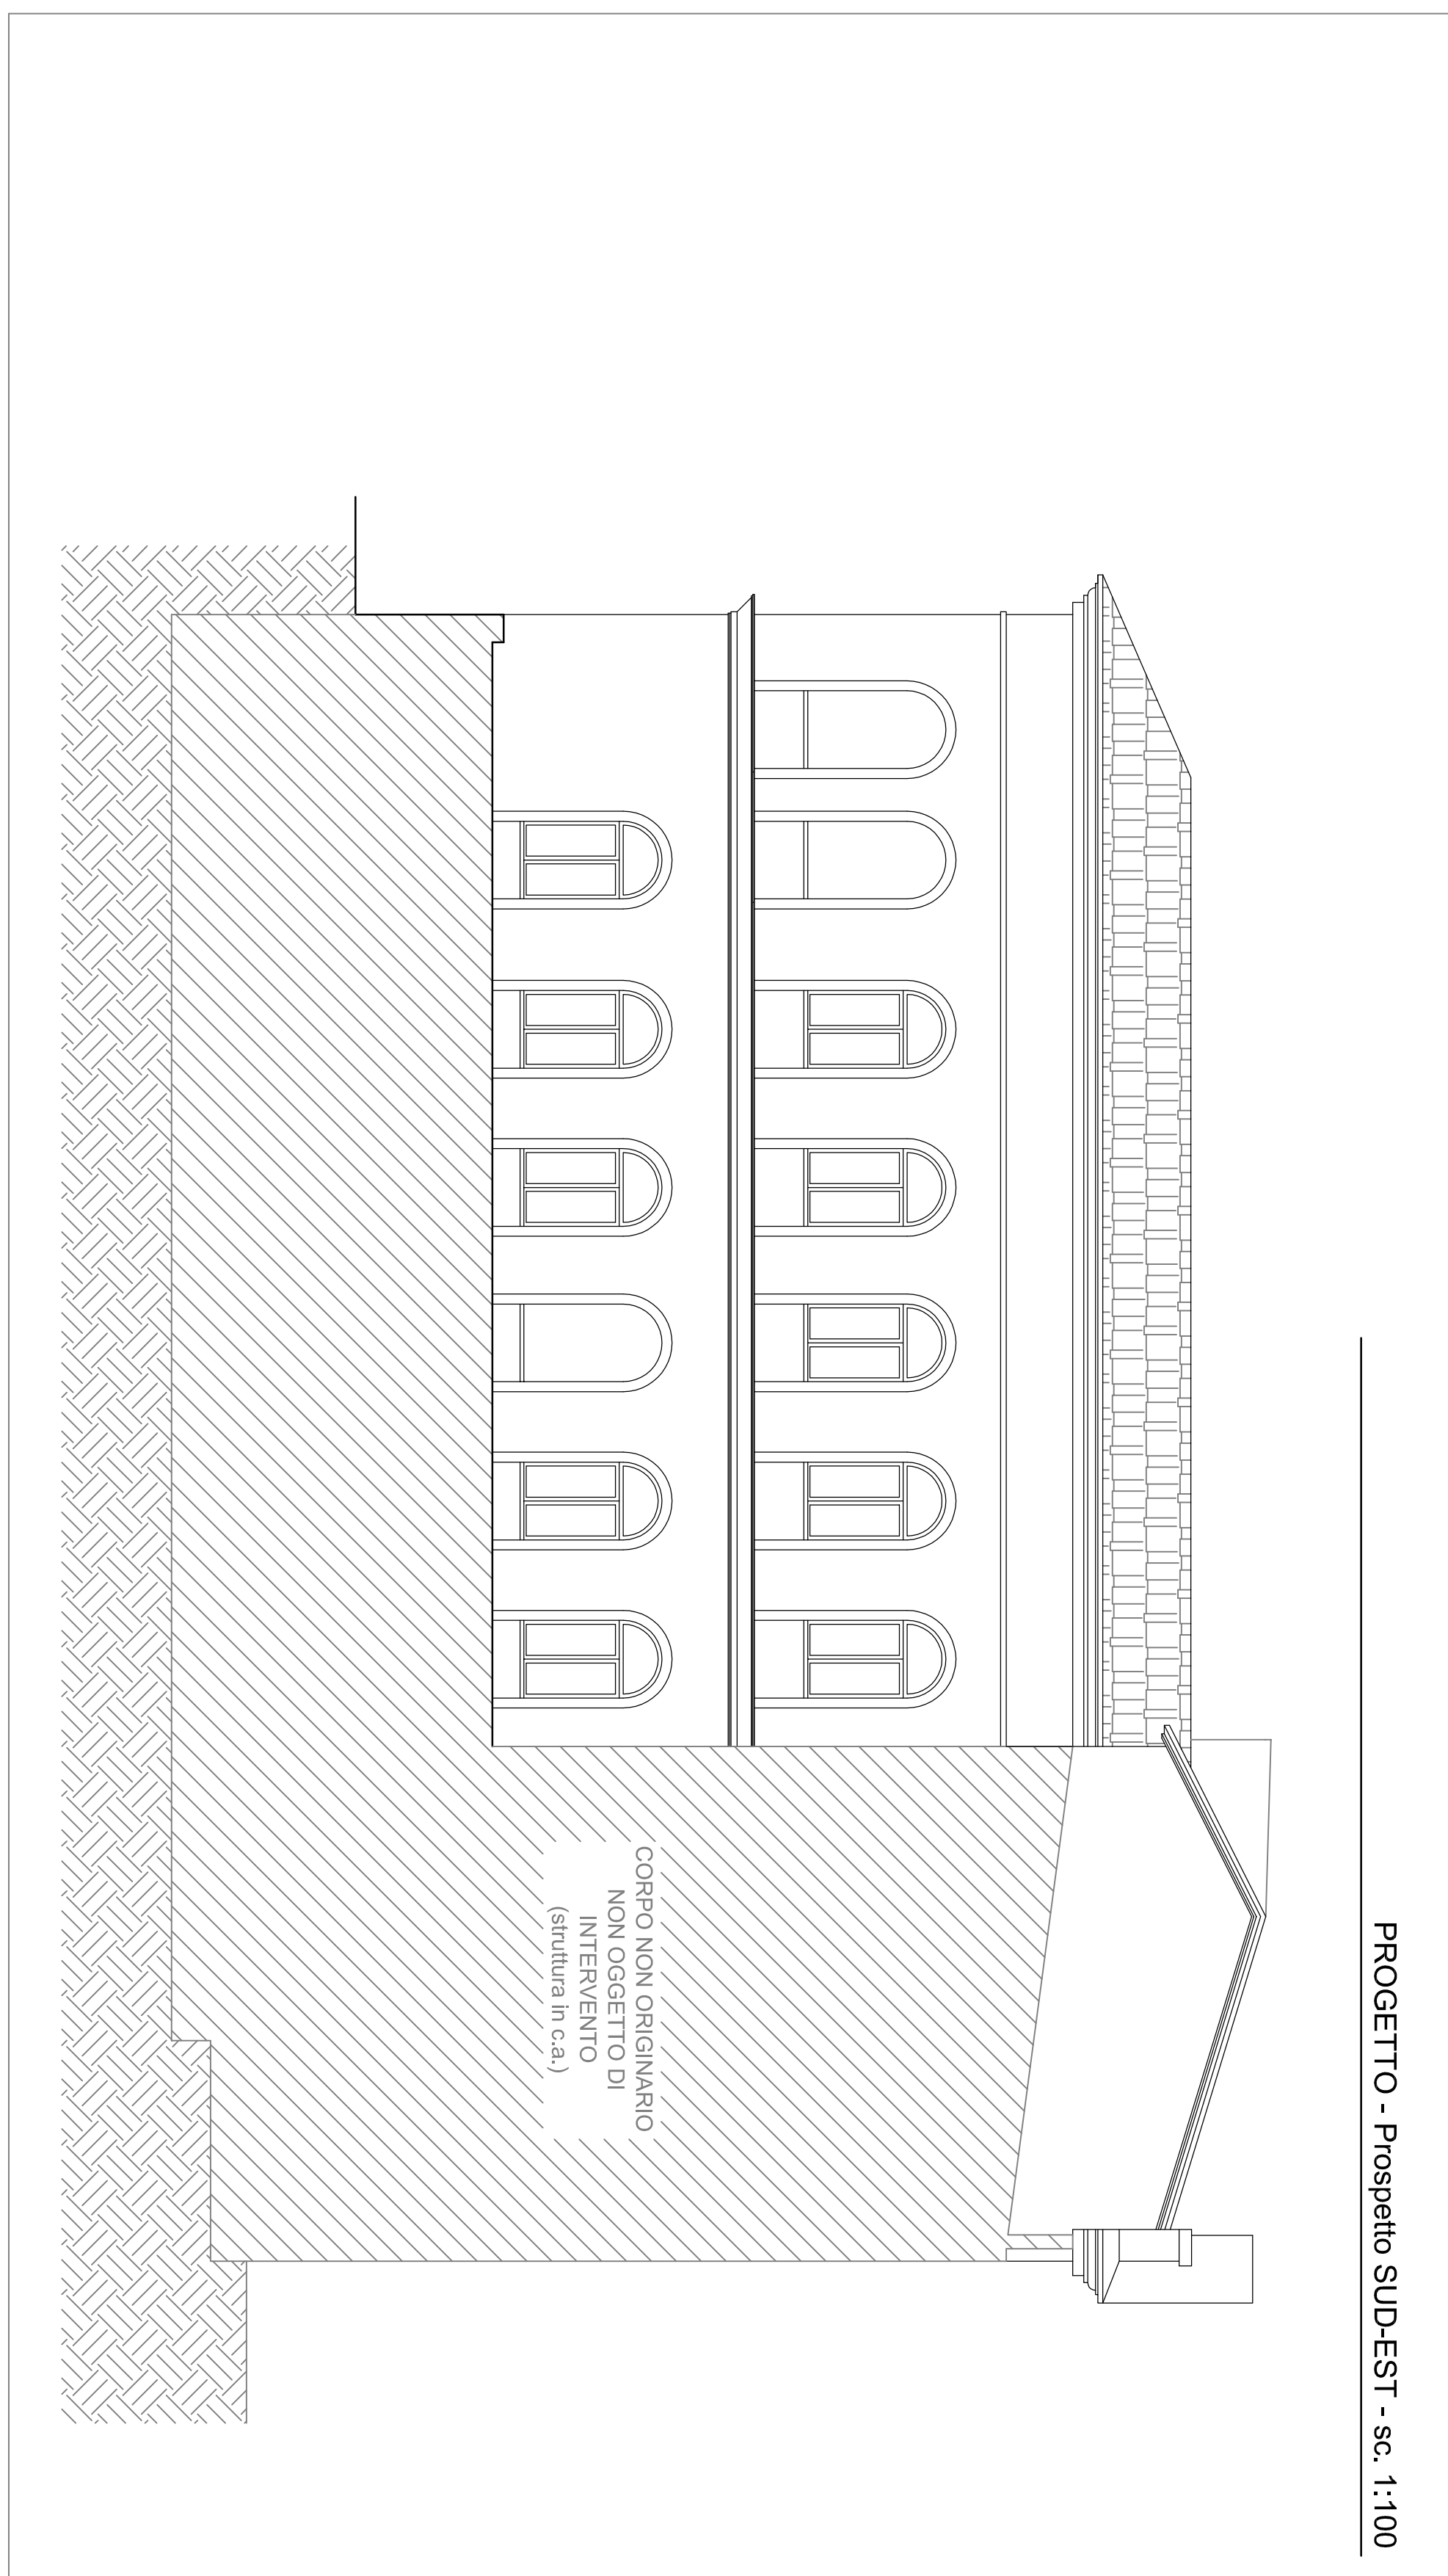 PROGETTO - Prospetto SUD-EST - sc. 1:100
CORPO NON ORIGINARIO
NON OGGETTO DI
INTERVENTO
(struttura in c.a.)